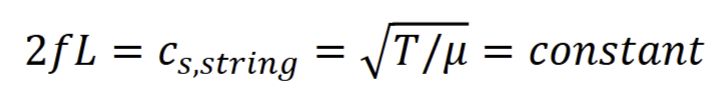 2fL = c_{s,string} = √(T/μ) = constant